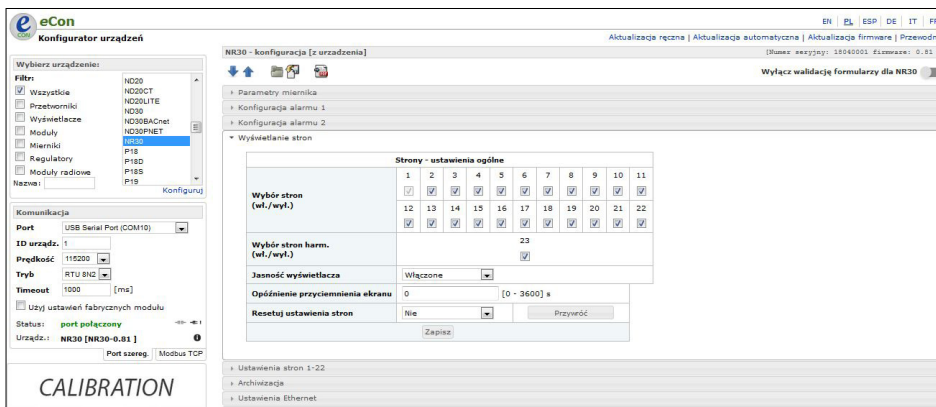 eCon
CON
Konfigurator urządzeń
EN | PL | ESP | DE | IT | FR
Aktualizacja ręczna | Aktualizacja automatyczna | Aktualizacja firmware | Przewodn
Wybierz urządzenie:
Filtr:
Wszystkie
Przetworniki
Wyświetlacze
Moduły
Mierniki
Regulatory
Moduły radiowe
Nazwa:
ND20
ND20CT
ND20LITE
ND30
ND30BACnet
ND30PNET
NR30
P18
P18D
P18S
P19
Konfiguruj
Komunikacja
Port USB Serial Port (COM10)
ID urządz. 1
Prędkość 115200
Tryb RTU 8N2
Timeout 1000 [ms]
Użyj ustawień fabrycznych modułu
Status: port połączony
Urządz.: NR30 [NR30-0.81 ]
Port szereg. Modbus TCP
CALIBRATION
NR30 - konfiguracja [z urzadzenia]
[Numer seryjny: 18040001 firmware: 0.81
Wyłącz walidację formularzy dla NR30
Parametry miernika
Konfiguracja alarmu 1
Konfiguracja alarmu 2
Wyświetlanie stron
Strony - ustawienia ogólne
Wybór stron (wł./wył.)
1 2 3 4 5 6 7 8 9 10 11
12 13 14 15 16 17 18 19 20 21 22
Wybór stron harm. (wł./wył.)
23
Jasność wyświetlacza Włączone
Opóźnienie przyciemnienia ekranu 0 [0 - 3600] s
Resetuj ustawienia stron Nie Przywróć
Zapisz
Ustawienia stron 1-22
Archiwizacja
Ustawienia Ethernet